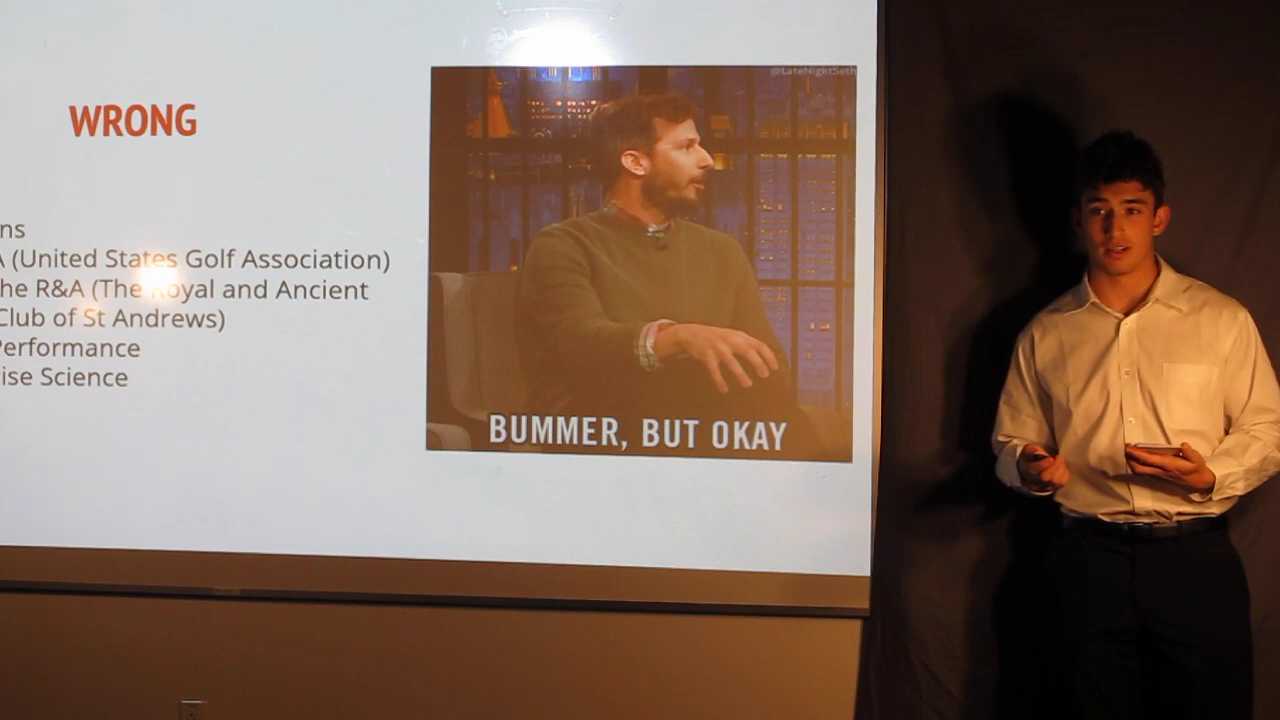 WRONG
ns
A (United States Golf Association)
he R&A (The Royal and Ancient
Club of St Andrews)
Performance
ise Science
@LateNightSeth
BUMMER, BUT OKAY